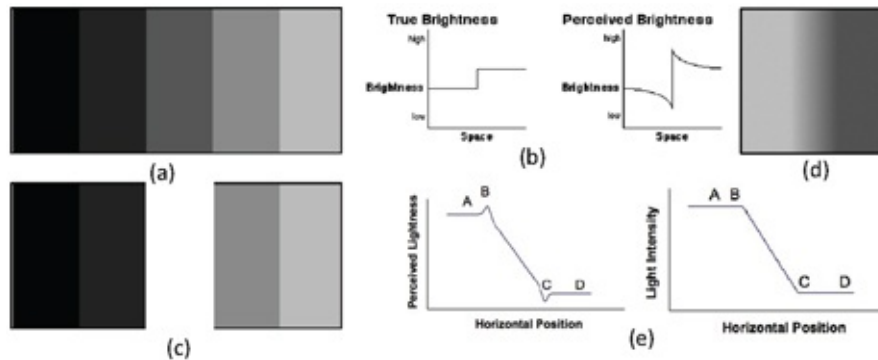 True Brightness
high
Brightness
low
Space
Perceived Brightness
high
Brightness
low
Space
(a)
(b)
(d)
(c)
A
B
C
D
Perceived Lightness
Horizontal Position
A B
C D
Light Intensity
Horizontal Position
(e)